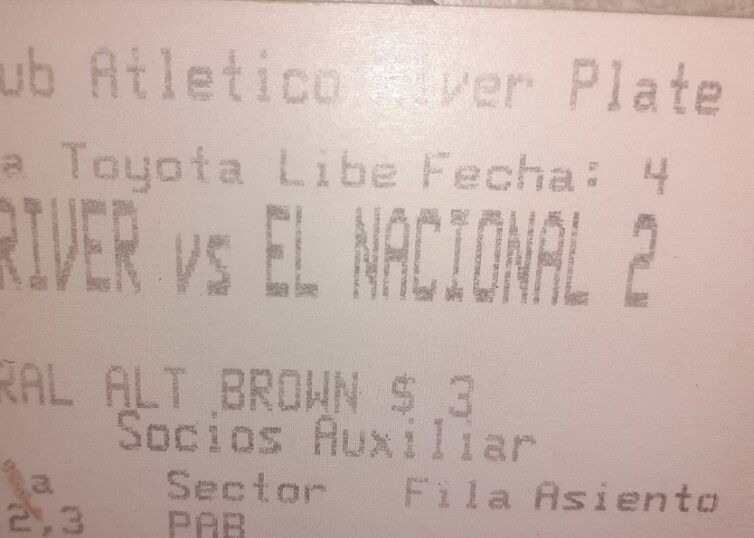 ub Atletico ver Plate
a Toyota Libe Fecha: 4
RIVER vs EL NACIONAL 2
RAL ALT BROWN $ 3
Socios Auxiliar
Sector Fila Asiento
2,3 PAB